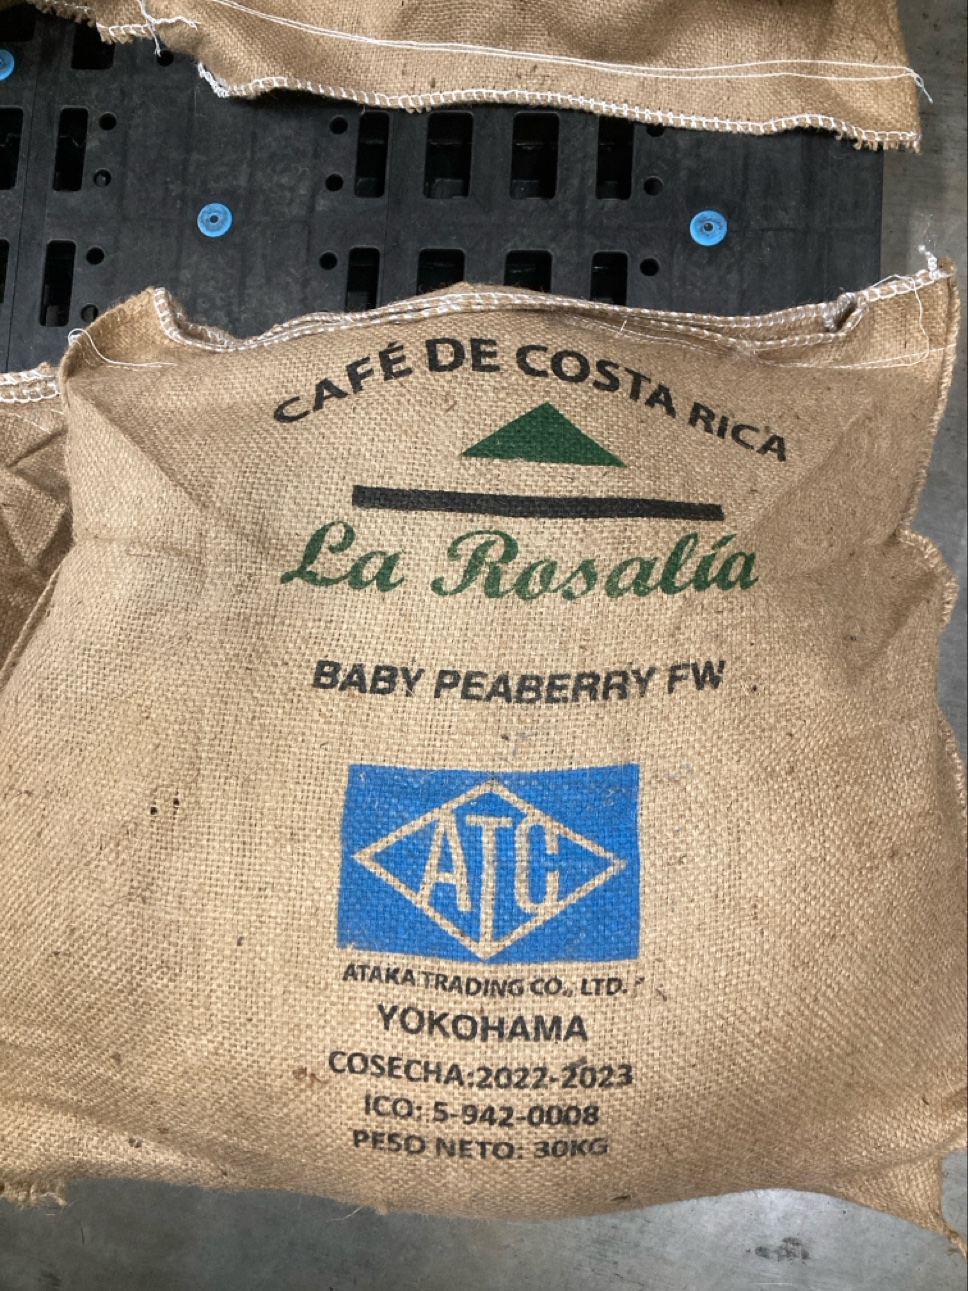 CAFÉ DE COSTA RICA
La Rosalía
BABY PEABERRY FW
ATC
ATAKA TRADING CO., LTD.
YOKOHAMA
COSECHA:2022-2023
ICO: 5-942-0008
PESO NETO: 30KG